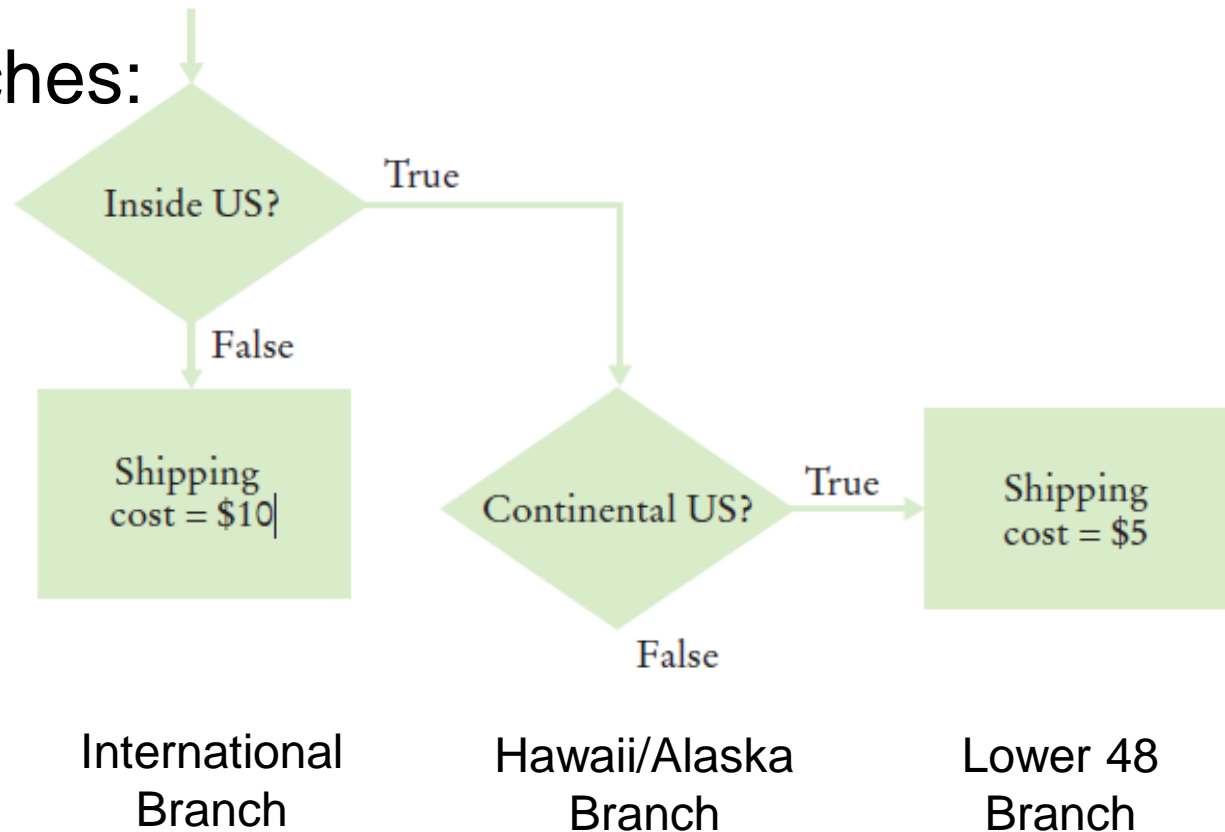 ches:
Inside US?
True
False
Shipping
cost = $10
Continental US?
True
Shipping
cost = $5
False
International
Branch
Hawaii/Alaska
Branch
Lower 48
Branch